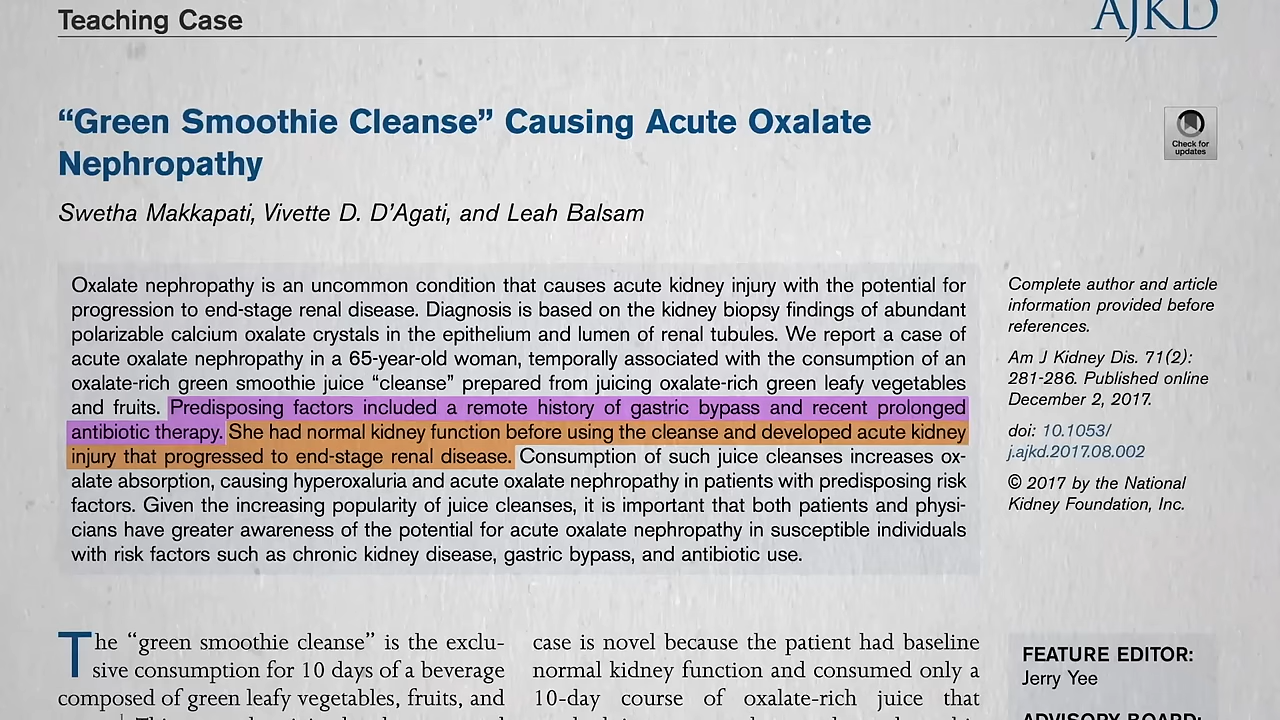 Teaching Case
AJKD
“Green Smoothie Cleanse” Causing Acute Oxalate
Nephropathy
Check for
updates
Swetha Makkapati, Vivette D. D’Agati, and Leah Balsam
Oxalate nephropathy is an uncommon condition that causes acute kidney injury with the potential for
progression to end-stage renal disease. Diagnosis is based on the kidney biopsy findings of abundant
polarizable calcium oxalate crystals in the epithelium and lumen of renal tubules. We report a case of
acute oxalate nephropathy in a 65-year-old woman, temporally associated with the consumption of an
oxalate-rich green smoothie juice “cleanse” prepared from juicing oxalate-rich green leafy vegetables
and fruits. Predisposing factors included a remote history of gastric bypass and recent prolonged
antibiotic therapy. She had normal kidney function before using the cleanse and developed acute kidney
injury that progressed to end-stage renal disease. Consumption of such juice cleanses increases ox-
alate absorption, causing hyperoxaluria and acute oxalate nephropathy in patients with predisposing risk
factors. Given the increasing popularity of juice cleanses, it is important that both patients and physi-
cians have greater awareness of the potential for acute oxalate nephropathy in susceptible individuals
with risk factors such as chronic kidney disease, gastric bypass, and antibiotic use.
Complete author and article
information provided before
references.
Am J Kidney Dis. 71(2):
281-286. Published online
December 2, 2017.
doi: 10.1053/
j.ajkd.2017.08.002
© 2017 by the National
Kidney Foundation, Inc.
The “green smoothie cleanse” is the exclu-
sive consumption for 10 days of a beverage
composed of green leafy vegetables, fruits, and
case is novel because the patient had baseline
normal kidney function and consumed only a
10-day course of oxalate-rich juice that
FEATURE EDITOR:
Jerry Yee
ADVISORY BOARD: